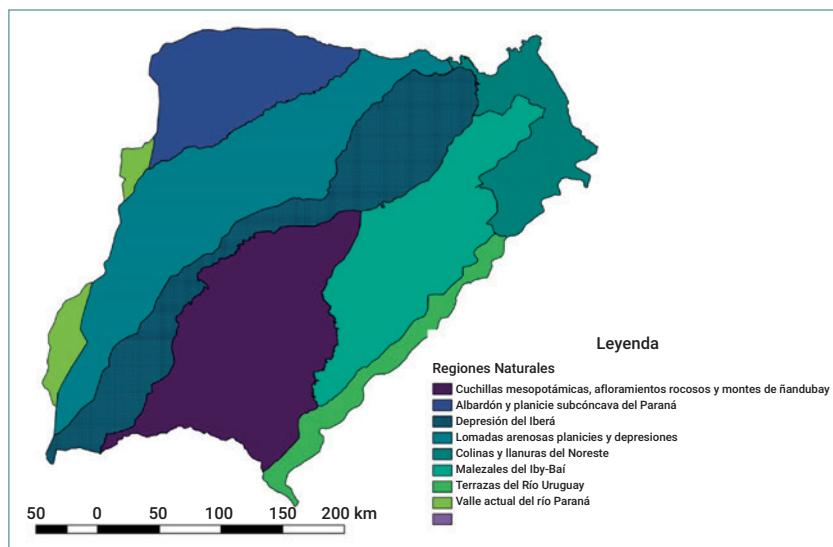 Leyenda
Regiones Naturales
Cuchillas mesopotámicas, afloramientos rocosos y montes de ñandubay
Albardón y planicie subcóncava del Paraná
Depresión del Iberá
Lomadas arenosas planicies y depresiones
Colinas y llanuras del Noreste
Malezales del Iby-Baí
Terrazas del Río Uruguay
Valle actual del río Paraná
50 0 50 100 150 200 km